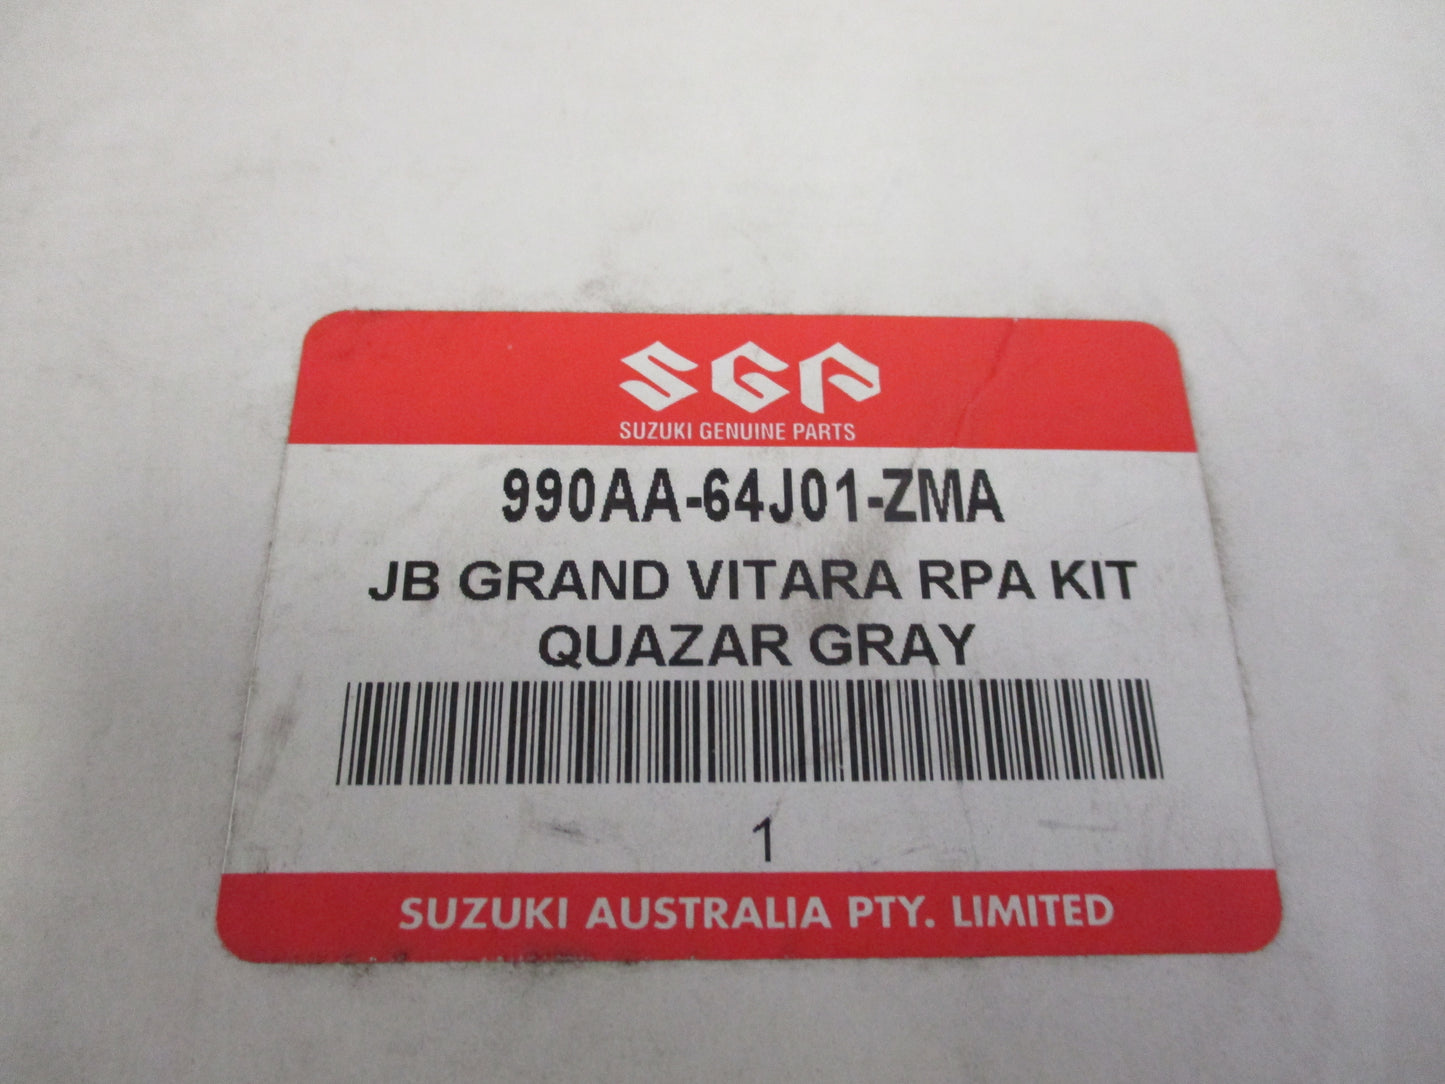 SGP
SUZUKI GENUINE PARTS
990AA-64J01-ZMA
JB GRAND VITARA RPA KIT
QUAZAR GRAY
1
SUZUKI AUSTRALIA PTY. LIMITED